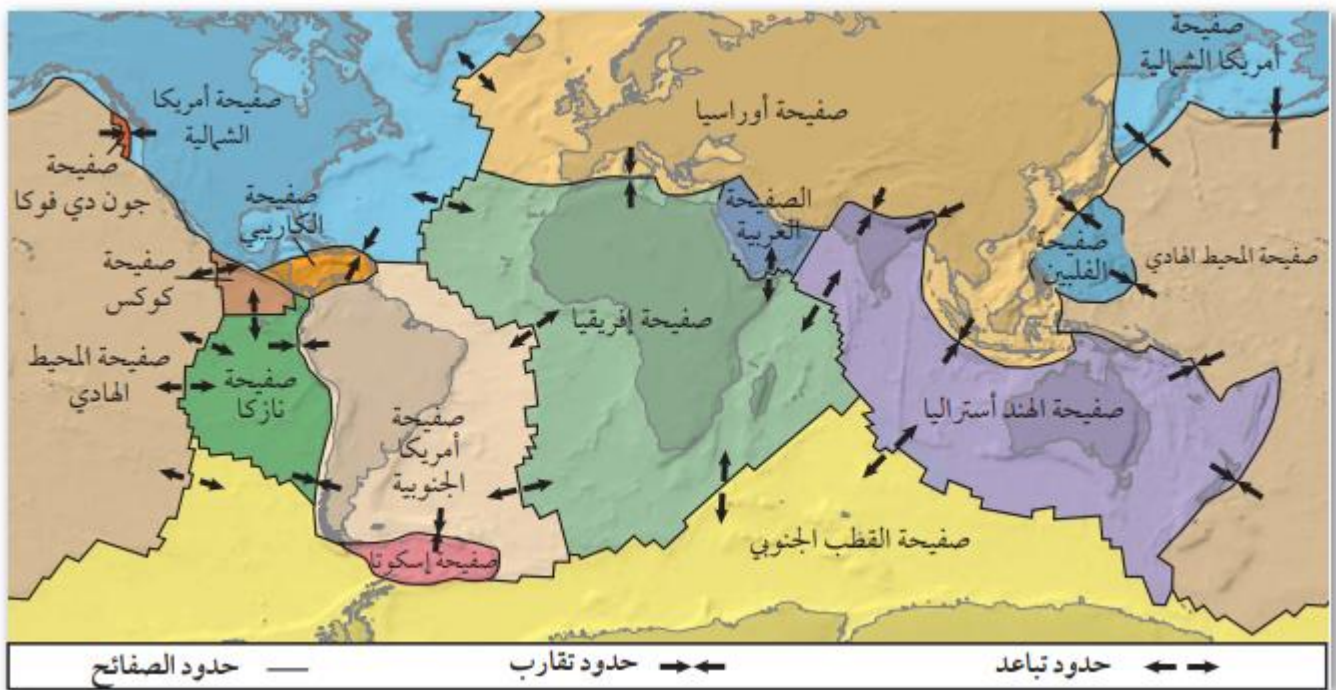 صفيحة
أمريكا الشمالية
صفيحة أوراسيا
صفيحة أمريكا
الشمالية
صفيحة
جون دي فوكا
صفيحة
الكاريبي
الصفيحة
العربية
صفيحة
الفلبين
صفيحة المحيط الهادي
صفيحة
كوكس
صفيحة إفريقيا
صفيحة المحيط
الهادي
صفيحة
نازكا
صفيحة
أمريكا
الجنوبية
صفيحة الهند أستراليا
صفيحة القطب الجنوبي
صفيحة إسكوتا
حدود تباعد
حدود تقارب
حدود الصفائح